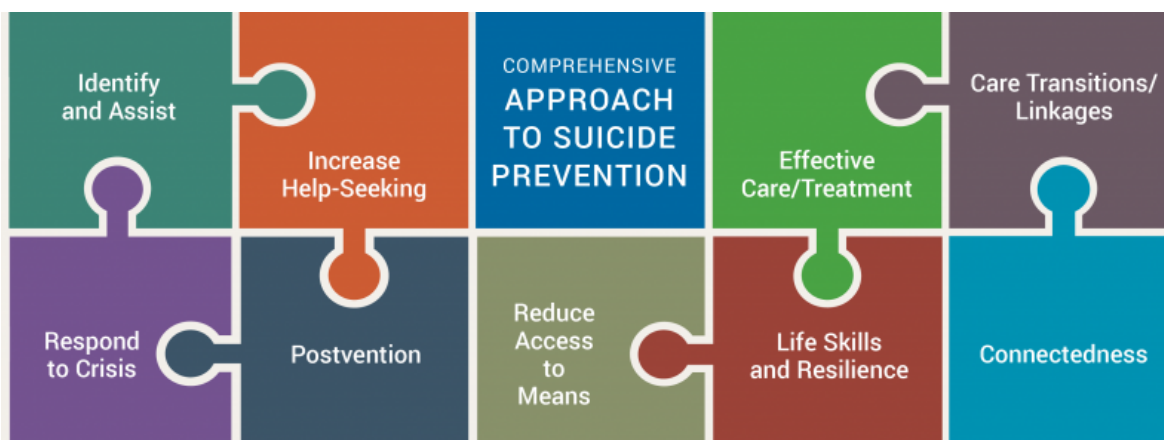 Identify
and Assist
Increase
Help-Seeking
COMPREHENSIVE
APPROACH
TO SUICIDE
PREVENTION
Effective
Care/Treatment
Care Transitions/
Linkages
Respond
to Crisis
Postvention
Reduce
Access
to
Means
Life Skills
and Resilience
Connectedness